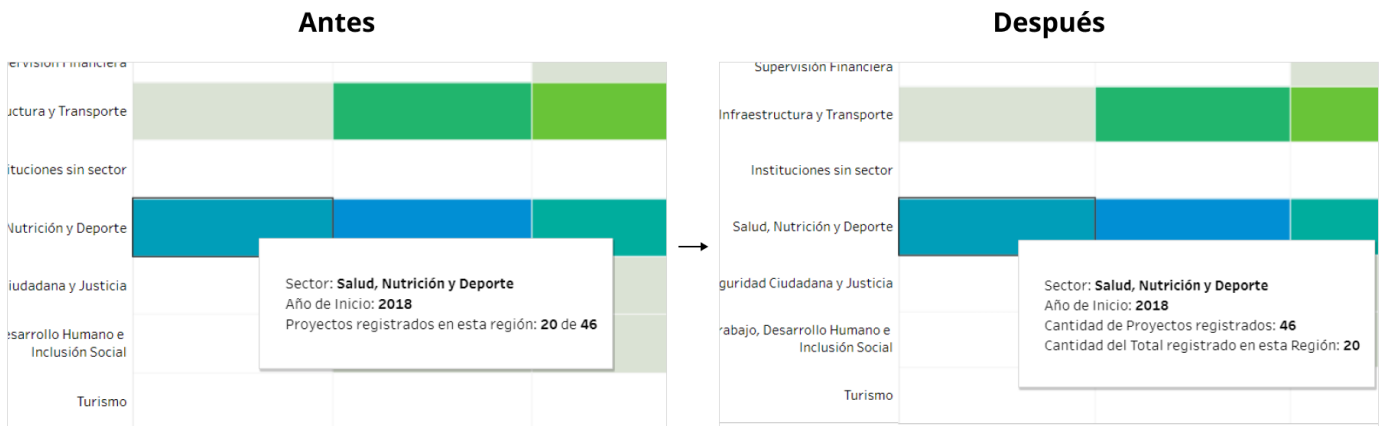 Antes
ervisión Financiera
uctura y Transporte
ituciones sin sector
Nutrición y Deporte
iudadana y Justicia
esarrollo Humano e
Inclusión Social
Turismo
Sector: Salud, Nutrición y Deporte
Año de Inicio: 2018
Proyectos registrados en esta región: 20 de 46
Después
Supervisión Financiera
Infraestructura y Transporte
Instituciones sin sector
Salud, Nutrición y Deporte
guridad Ciudadana y Justicia
rabajo, Desarrollo Humano e
Inclusión Social
Turismo
Sector: Salud, Nutrición y Deporte
Año de Inicio: 2018
Cantidad de Proyectos registrados: 46
Cantidad del Total registrado en esta Región: 20